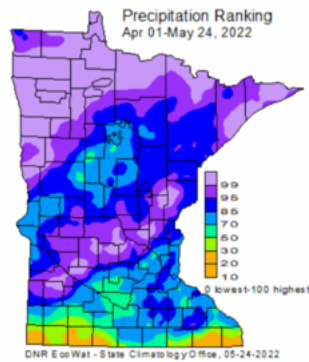 Precipitation Ranking
Apr 01-May 24, 2022
99
95
85
70
50
30
20
10
0 lowest-100 highest
DNR EcoWat - State Climatology Office, 05-24-2022